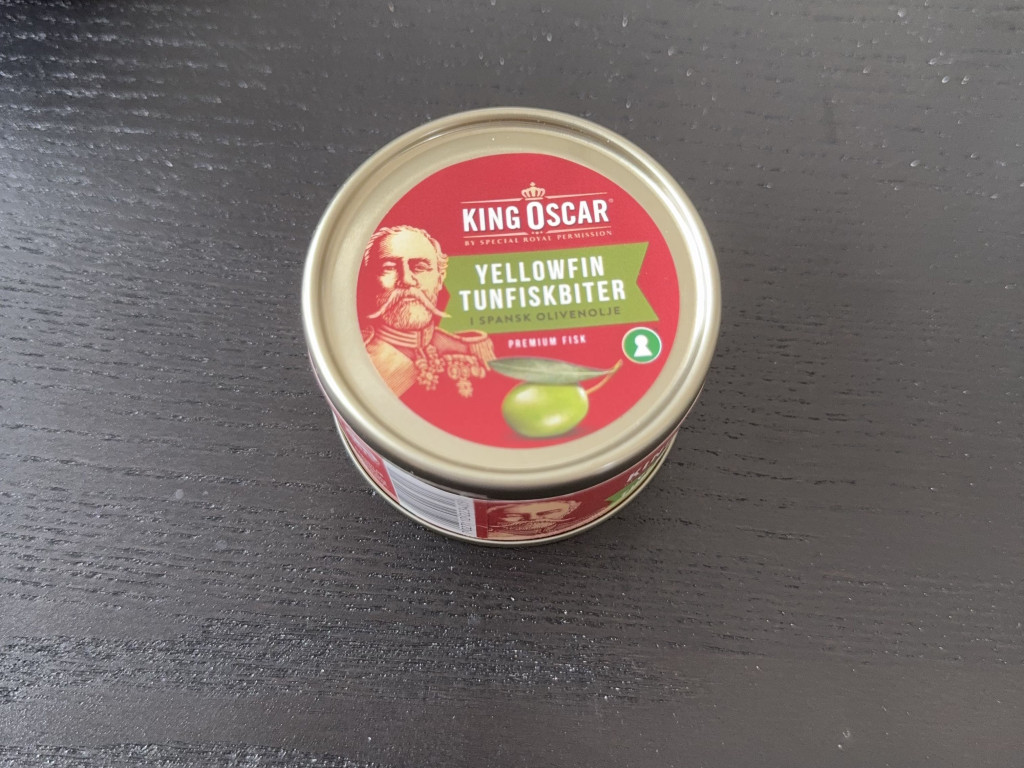 KING OSCAR®
BY SPECIAL ROYAL PERMISSION
YELLOWFIN
TUNFISKBITER
I SPANSK OLIVENOLJE
PREMIUM FISK